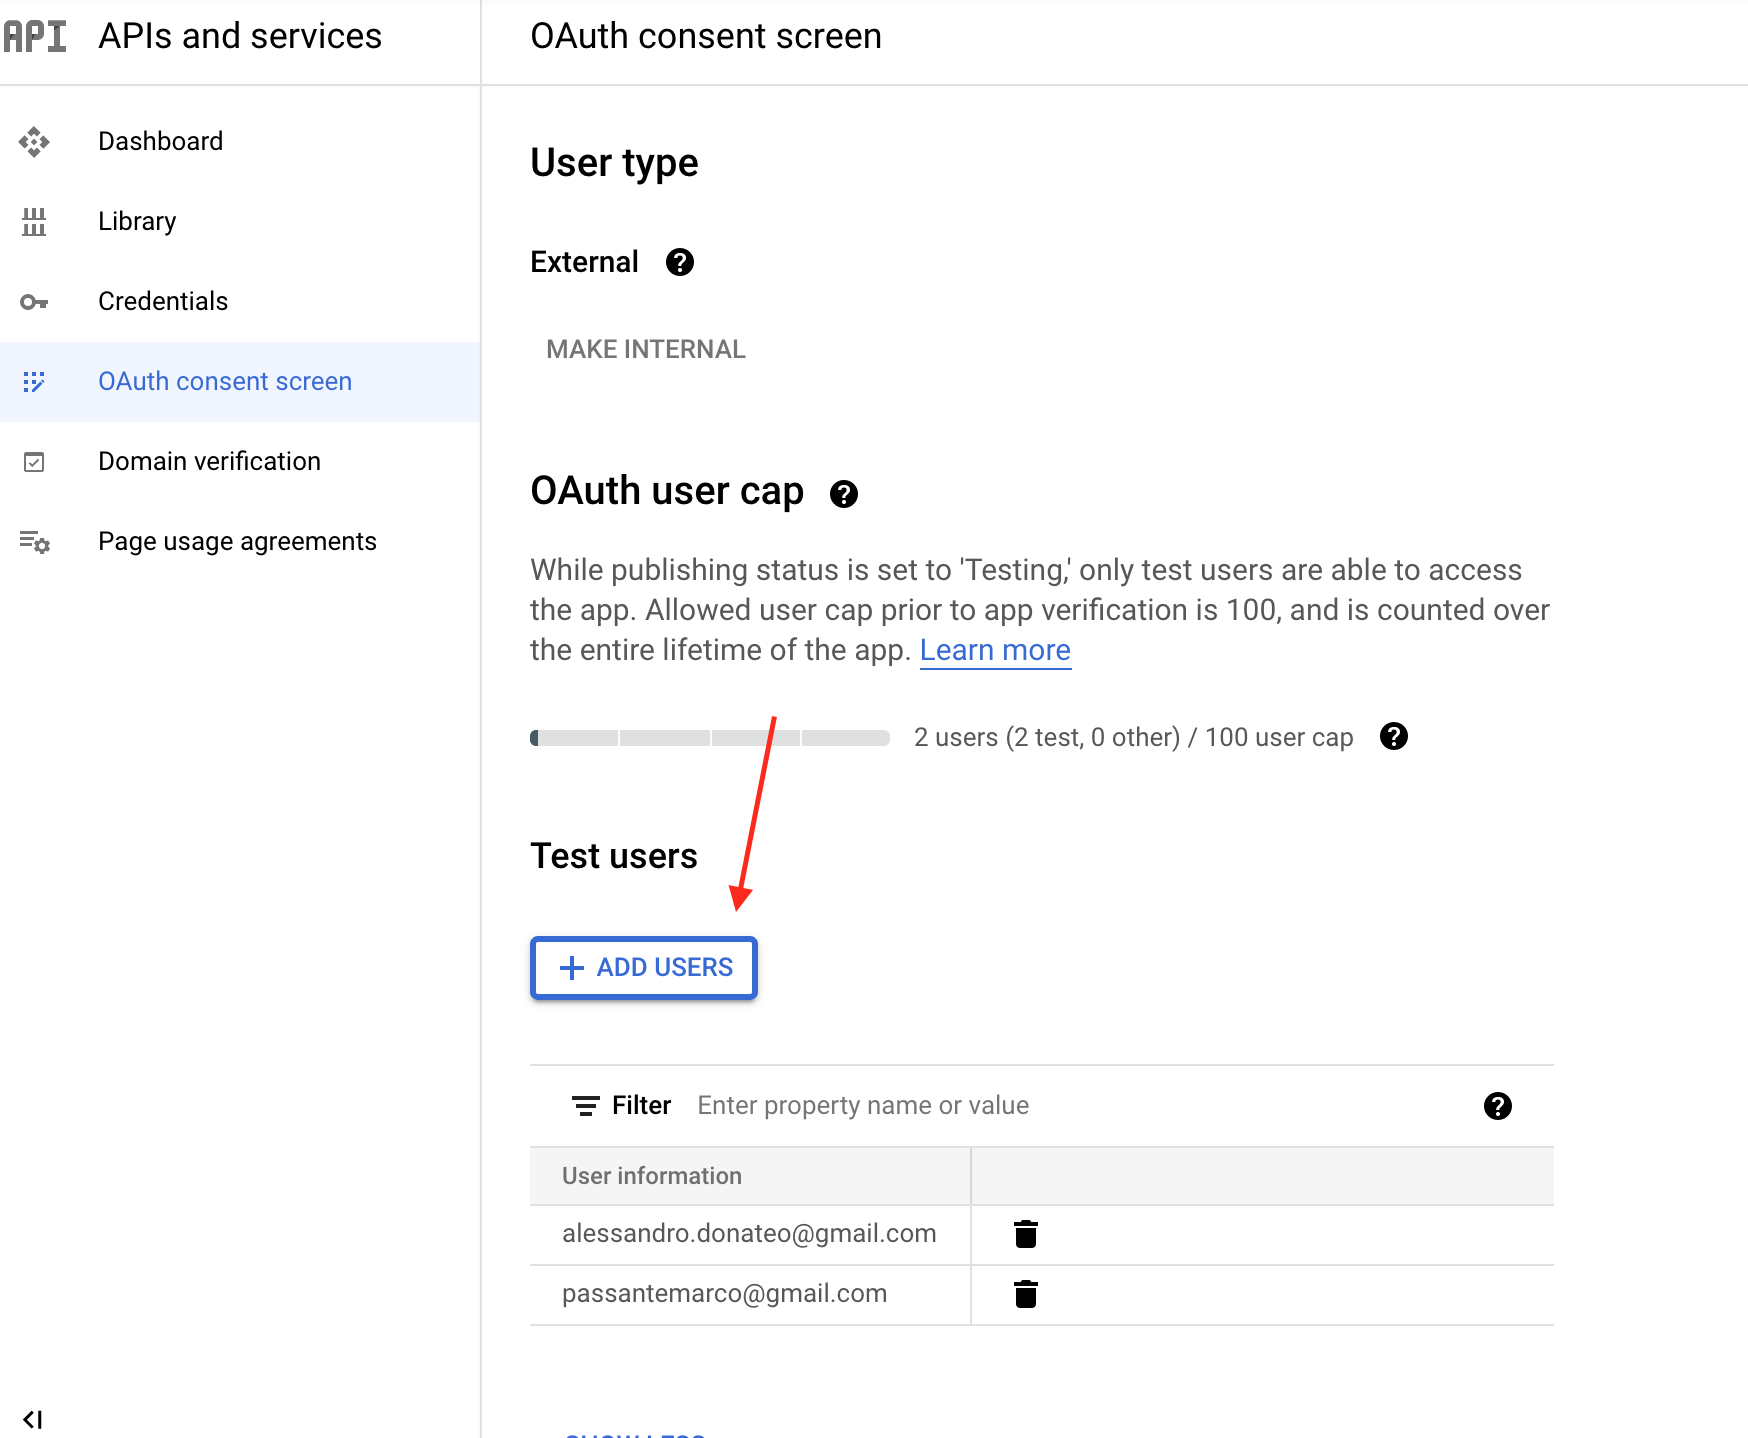 API APIs and services
OAuth consent screen
Dashboard
Library
Credentials
OAuth consent screen
Domain verification
Page usage agreements
User type
External
MAKE INTERNAL
OAuth user cap
While publishing status is set to 'Testing,' only test users are able to access
the app. Allowed user cap prior to app verification is 100, and is counted over
the entire lifetime of the app. Learn more
2 users (2 test, 0 other) / 100 user cap
Test users
+ ADD USERS
Filter Enter property name or value
User information
alessandro.donateo@gmail.com
passantemarco@gmail.com
SHOW LESS